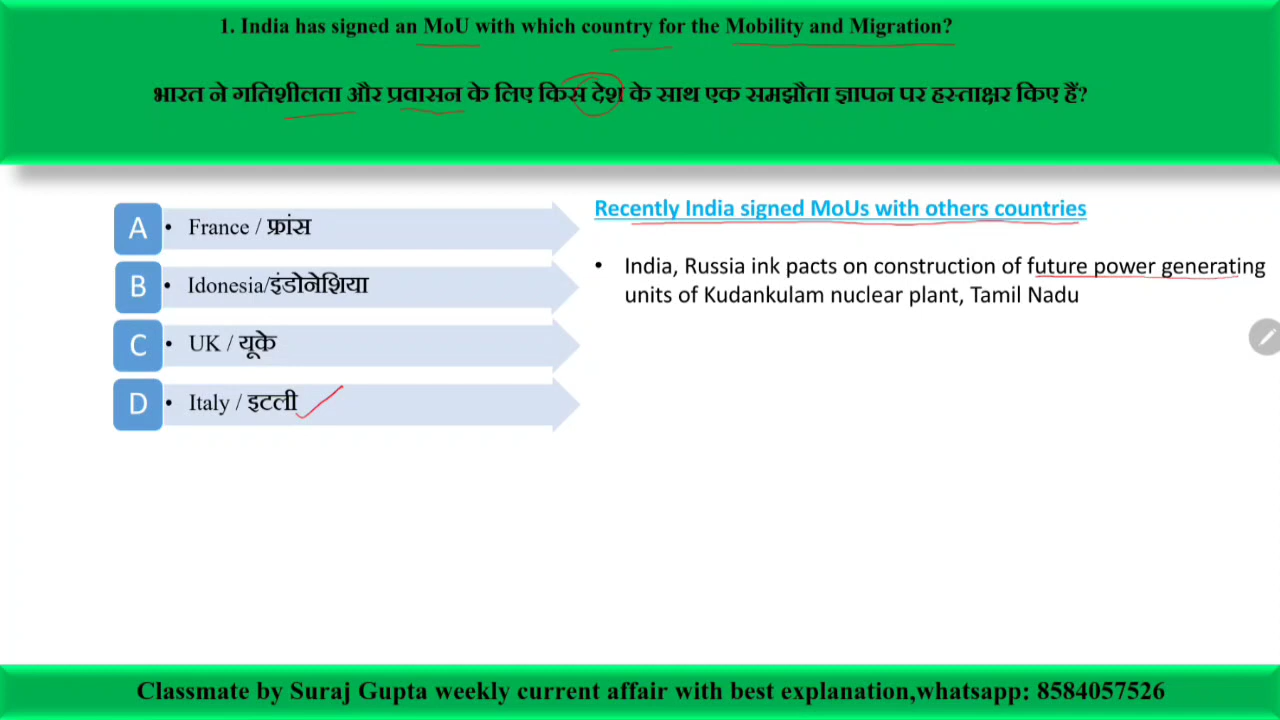 1. India has signed an MoU with which country for the Mobility and Migration?
भारत ने गतिशीलता और प्रवासन के लिए किस देश के साथ एक समझौता ज्ञापन पर हस्ताक्षर किए हैं?
A • France / फ्रांस
B • Idonesia/इंडोनेशिया
C • UK / यूके
D • Italy / इटली
Recently India signed MoUs with others countries
• India, Russia ink pacts on construction of future power generating
units of Kudankulam nuclear plant, Tamil Nadu
Classmate by Suraj Gupta weekly current affair with best explanation,whatsapp: 8584057526